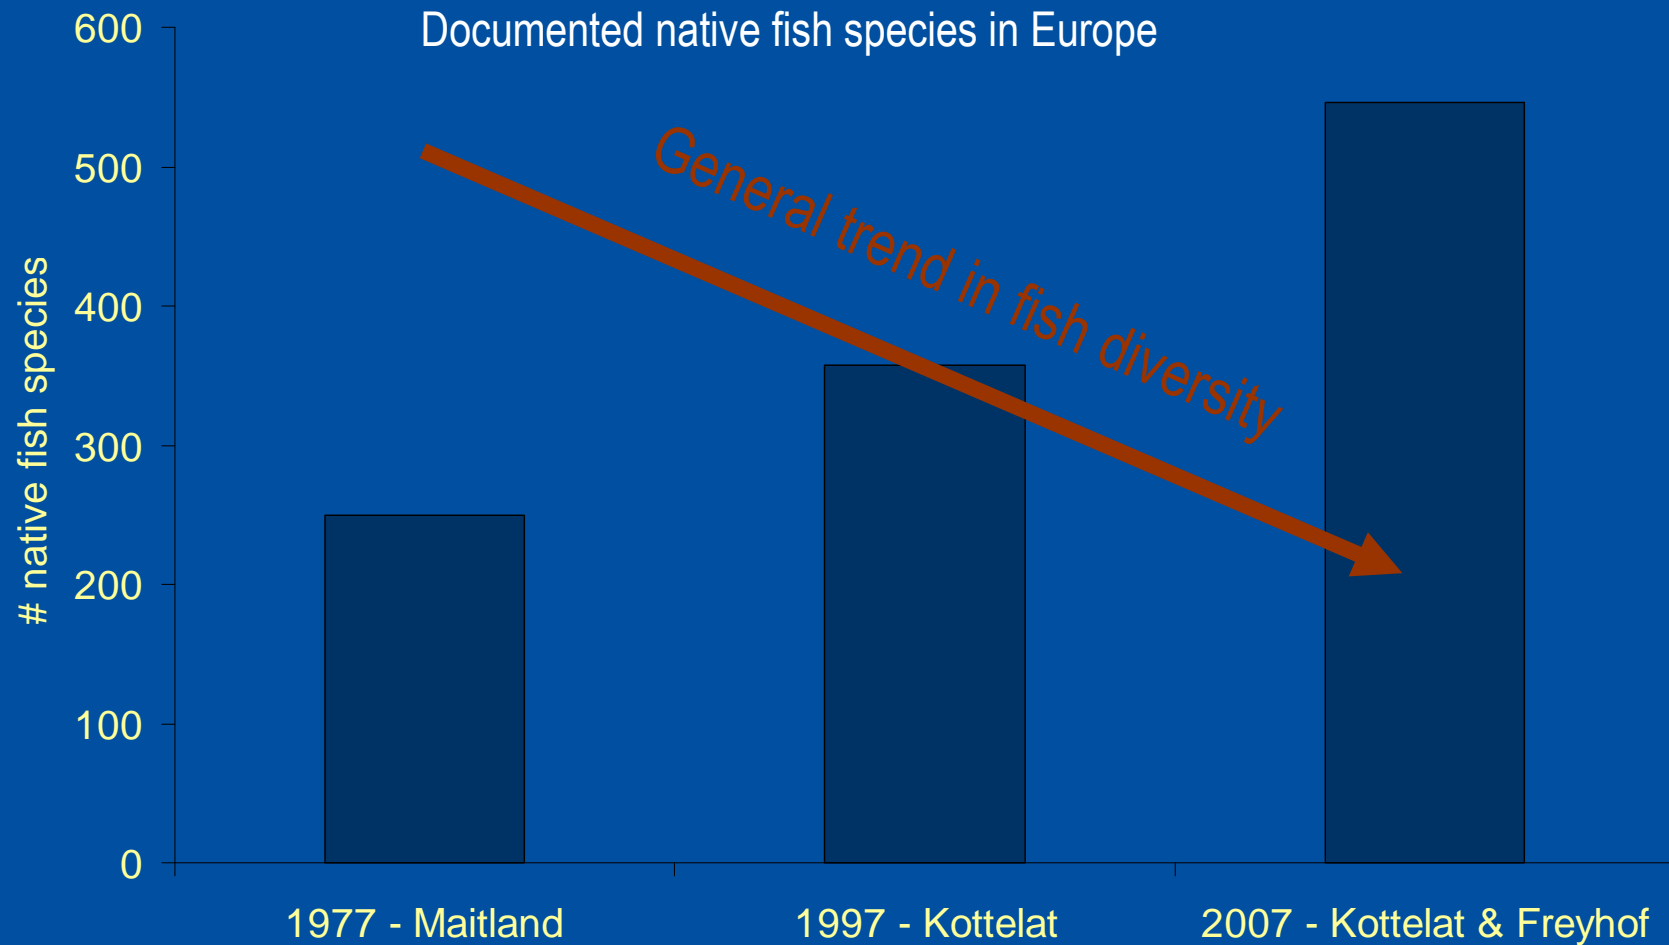 Documented native fish species in Europe
600
500
400
300
200
100
0
# native fish species
General trend in fish diversity
1977 - Maitland
1997 - Kottelat
2007 - Kottelat & Freyhof